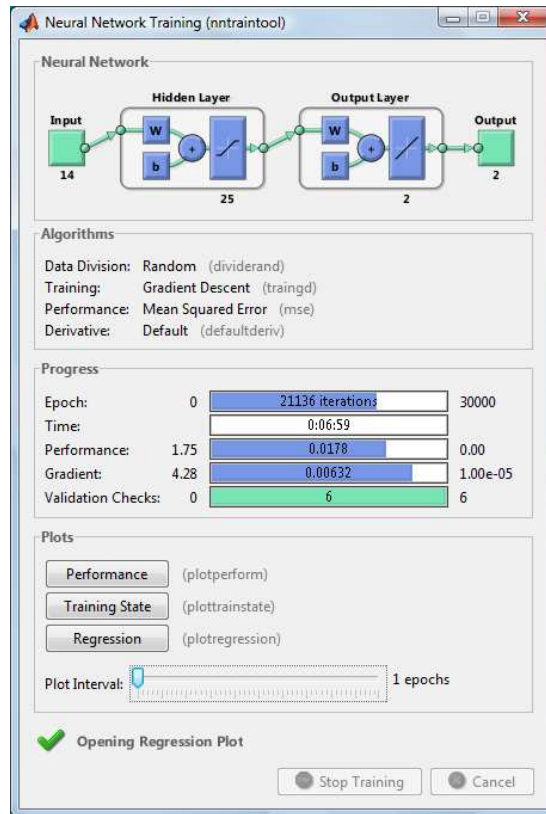 Neural Network Training (nntraintool)
Neural Network
Hidden Layer
Output Layer
Input
Output
W
b
+
W
b
+
14
25
2
2
Algorithms
Data Division: Random (dividerand)
Training: Gradient Descent (traingd)
Performance: Mean Squared Error (mse)
Derivative: Default (defaultderiv)
Progress
Epoch: 0 21136 iterations 30000
Time: 0:06:59
Performance: 1.75 0.0178 0.00
Gradient: 4.28 0.00632 1.00e-05
Validation Checks: 0 6 6
Plots
Performance (plotperform)
Training State (plottrainstate)
Regression (plotregression)
Plot Interval: 1 epochs
Opening Regression Plot
Stop Training Cancel